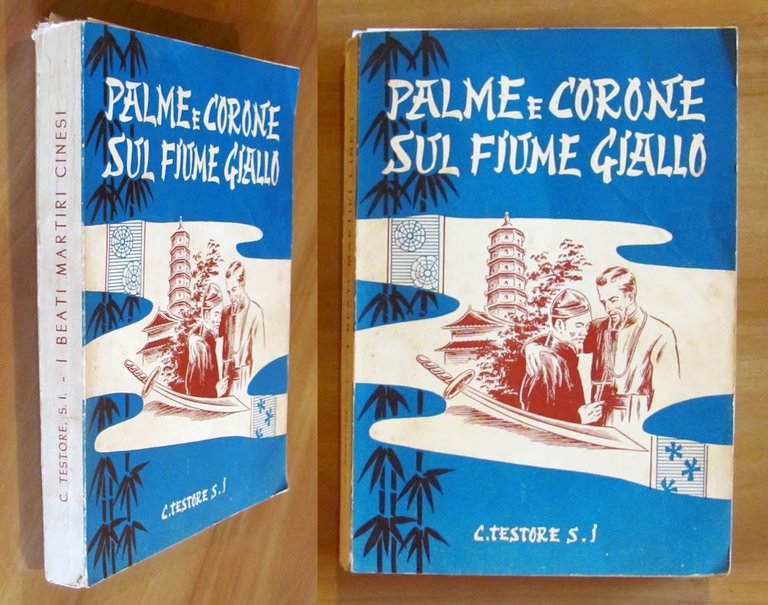 C. TESTORE, S. I. - I BEATI MARTIRI CINESI
PALME E CORONE
SUL FIUME GIALLO
C. TESTORE S. J
PALME E CORONE
SUL FIUME GIALLO
C. TESTORE S. J